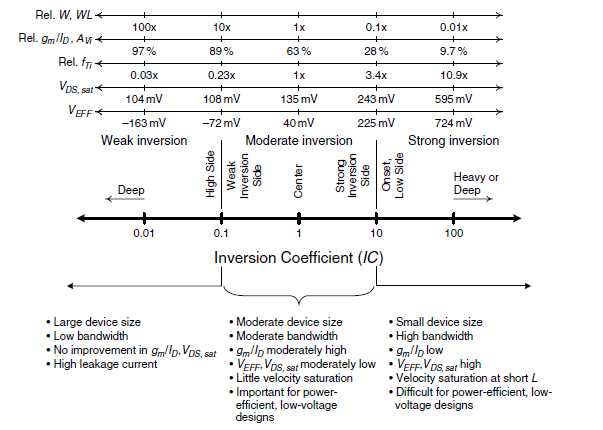 Rel. W, WL
100x 10x 1x 0.1x 0.01x
Rel. gm/ID, AVi
97 % 89 % 63 % 28 % 9.7 %
Rel. fTi
0.03x 0.23x 1x 3.4x 10.9x
VDS, sat
104 mV 108 mV 135 mV 243 mV 595 mV
VEFF
−163 mV −72 mV 40 mV 225 mV 724 mV
Weak inversion Moderate inversion Strong inversion
Deep
High Side
Weak
Inversion
Side
Center
Strong
Inversion
Side
Onset,
Low Side
Heavy or
Deep
0.01 0.1 1 10 100
Inversion Coefficient (IC)
• Large device size
• Low bandwidth
• No improvement in gm/ID, VDS, sat
• High leakage current
• Moderate device size
• Moderate bandwidth
• gm/ID moderately high
• VEFF, VDS, sat moderately low
• Little velocity saturation
• Important for power-
efficient, low-voltage
designs
• Small device size
• High bandwidth
• gm/ID low
• VEFF, VDS, sat high
• Velocity saturation at short L
• Difficult for power-efficient, low-
voltage designs